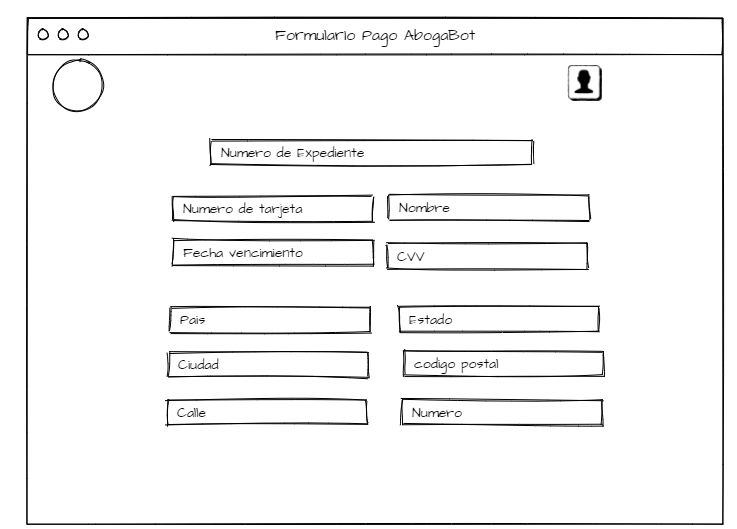 Formulario Pago AbogaBot
Numero de Expediente
Numero de tarjeta
Nombre
Fecha vencimiento
CVV
Pais
Estado
Ciudad
codigo postal
Calle
Numero